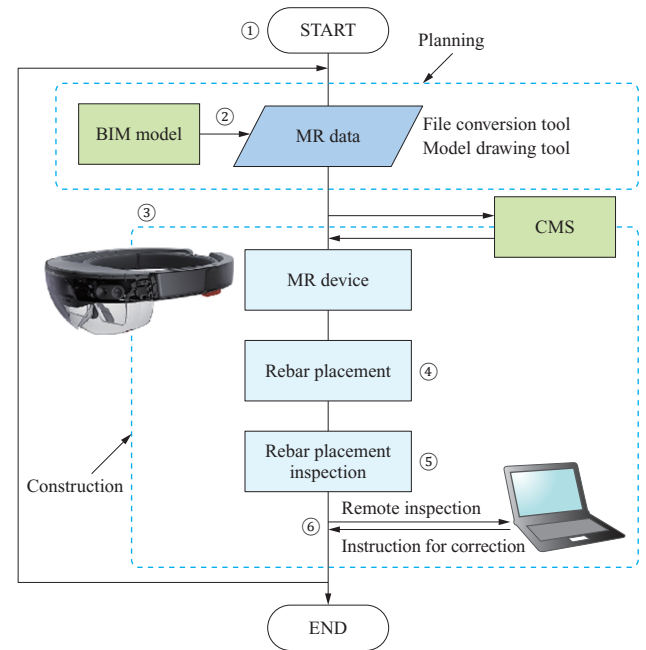 ① START
Planning
②
BIM model
MR data
File conversion tool
Model drawing tool
③
CMS
MR device
Rebar placement ④
Rebar placement
inspection
⑤
Construction
Remote inspection
⑥
Instruction for correction
END